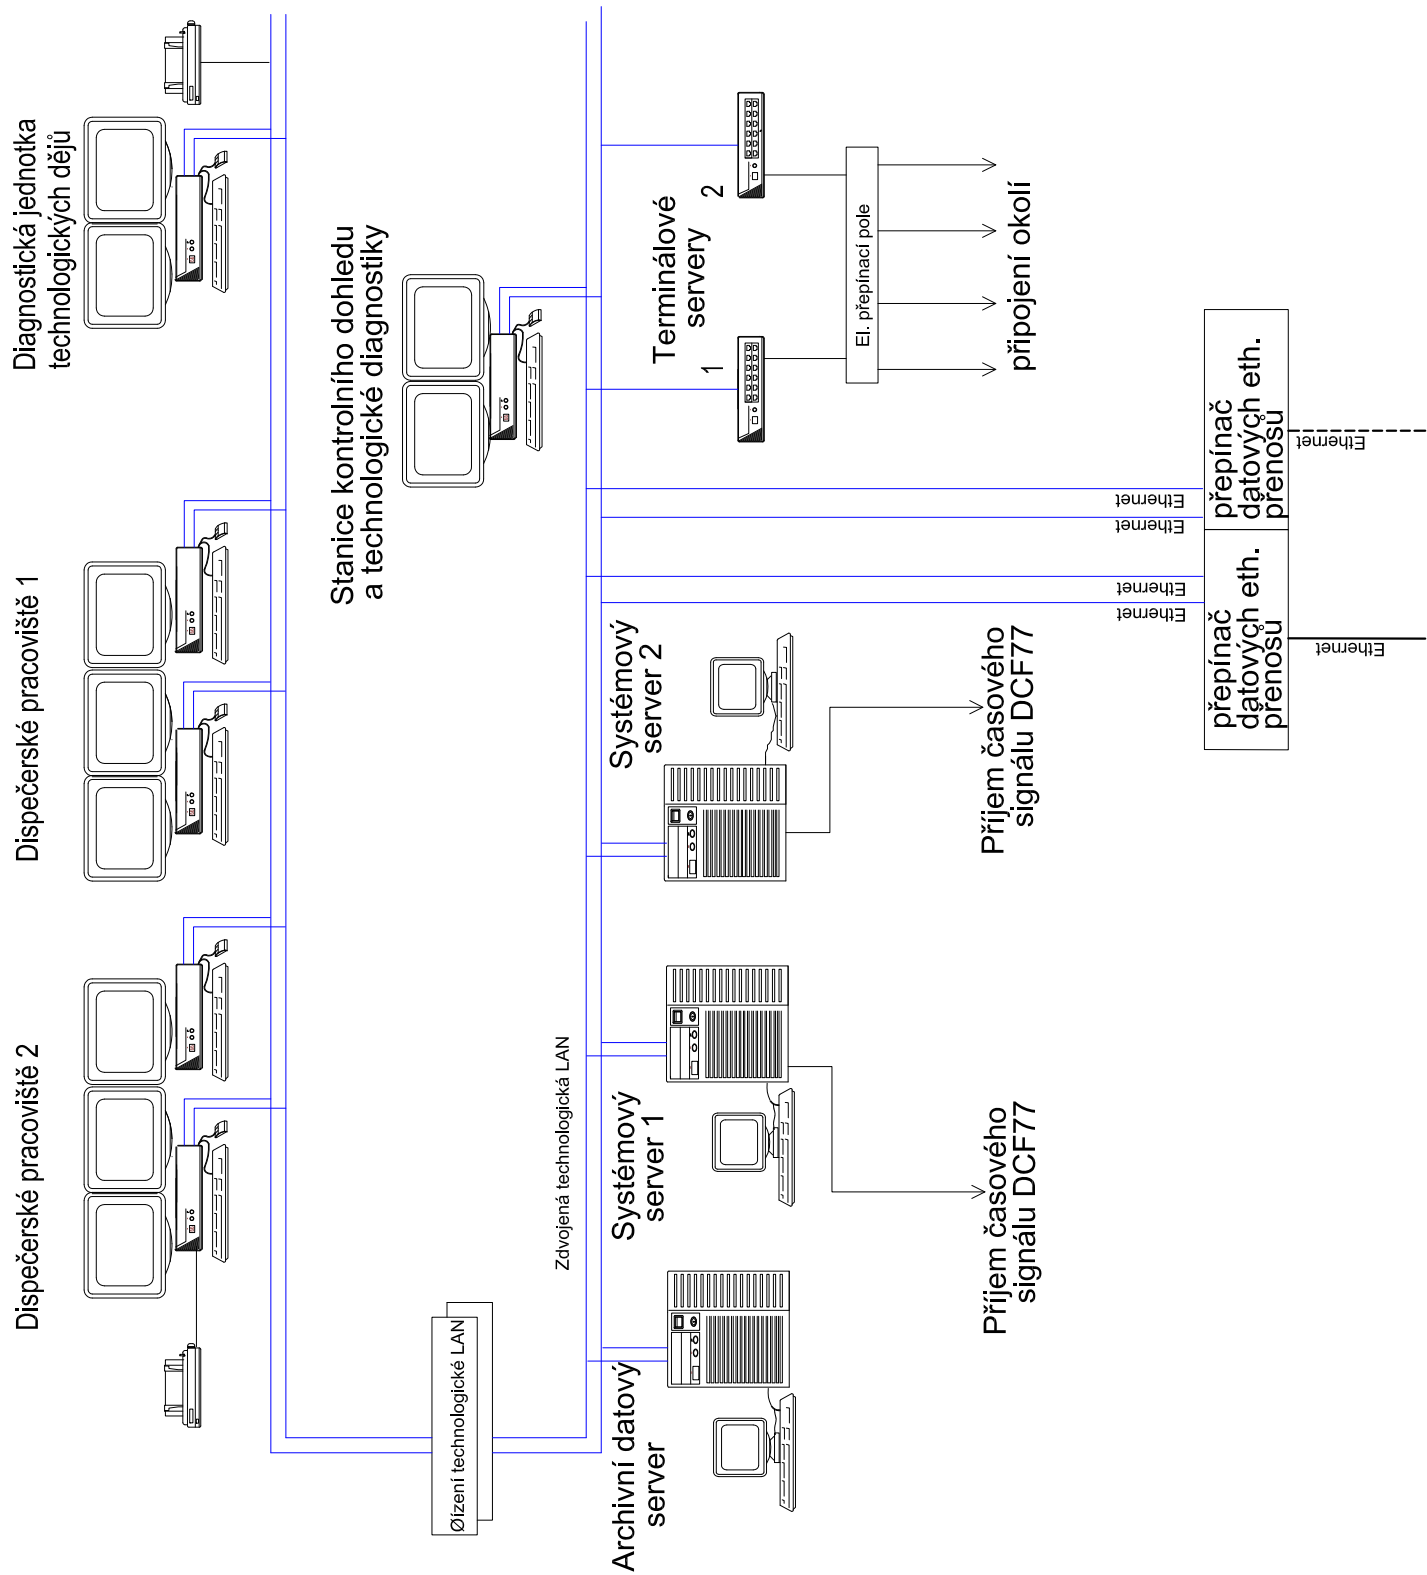 Dispečerské pracoviště 2
Dispečerské pracoviště 1
Diagnostická jednotka
technologických dějů
Stanice kontrolního dohledu
a technologické diagnostiky
Øízení technologické LAN
Zdvojená technologická LAN
Archivní datový
server
Systémový
server 1
Systémový
server 2
Terminálové
servery
1
2
El. přepínací pole
připojení okolí
Příjem časového
signálu DCF77
Příjem časového
signálu DCF77
Ethernet
Ethernet
Ethernet
Ethernet
přepínač
datových eth.
přenosů
přepínač
datových eth.
přenosů
Ethernet
Ethernet